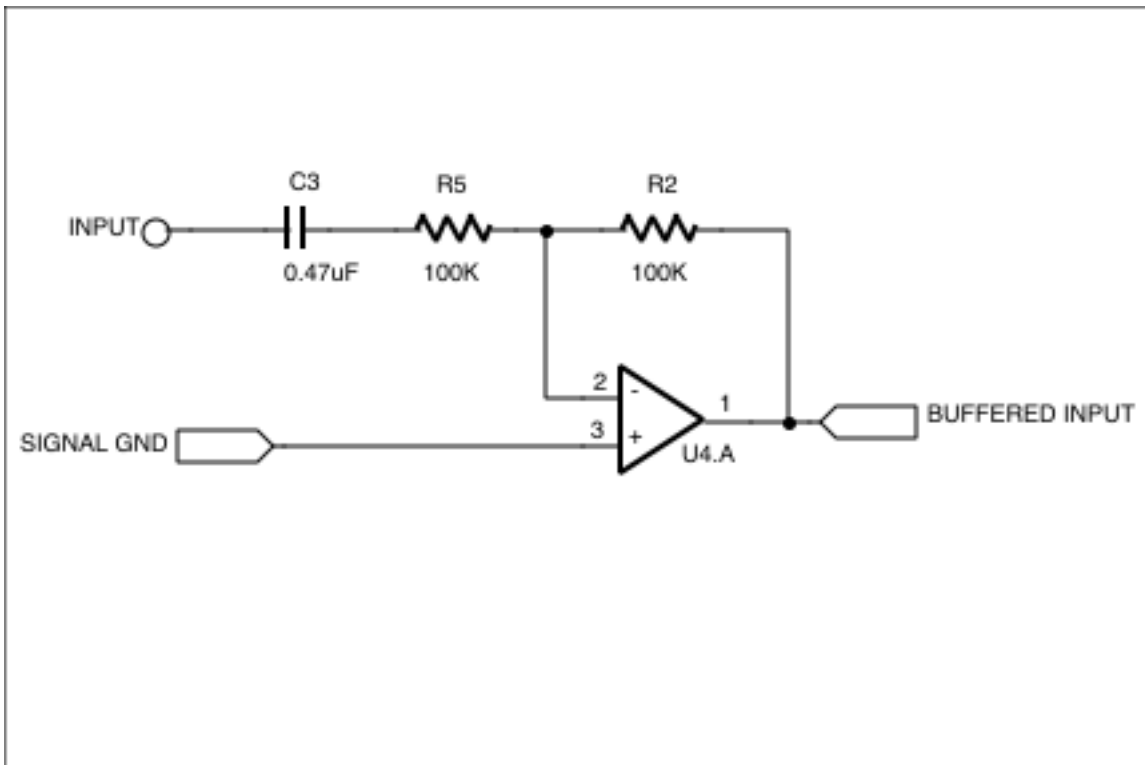 C3
R5
R2
INPUT
0.47uF
100K
100K
2
-
1
BUFFERED INPUT
SIGNAL GND
3
+
U4.A